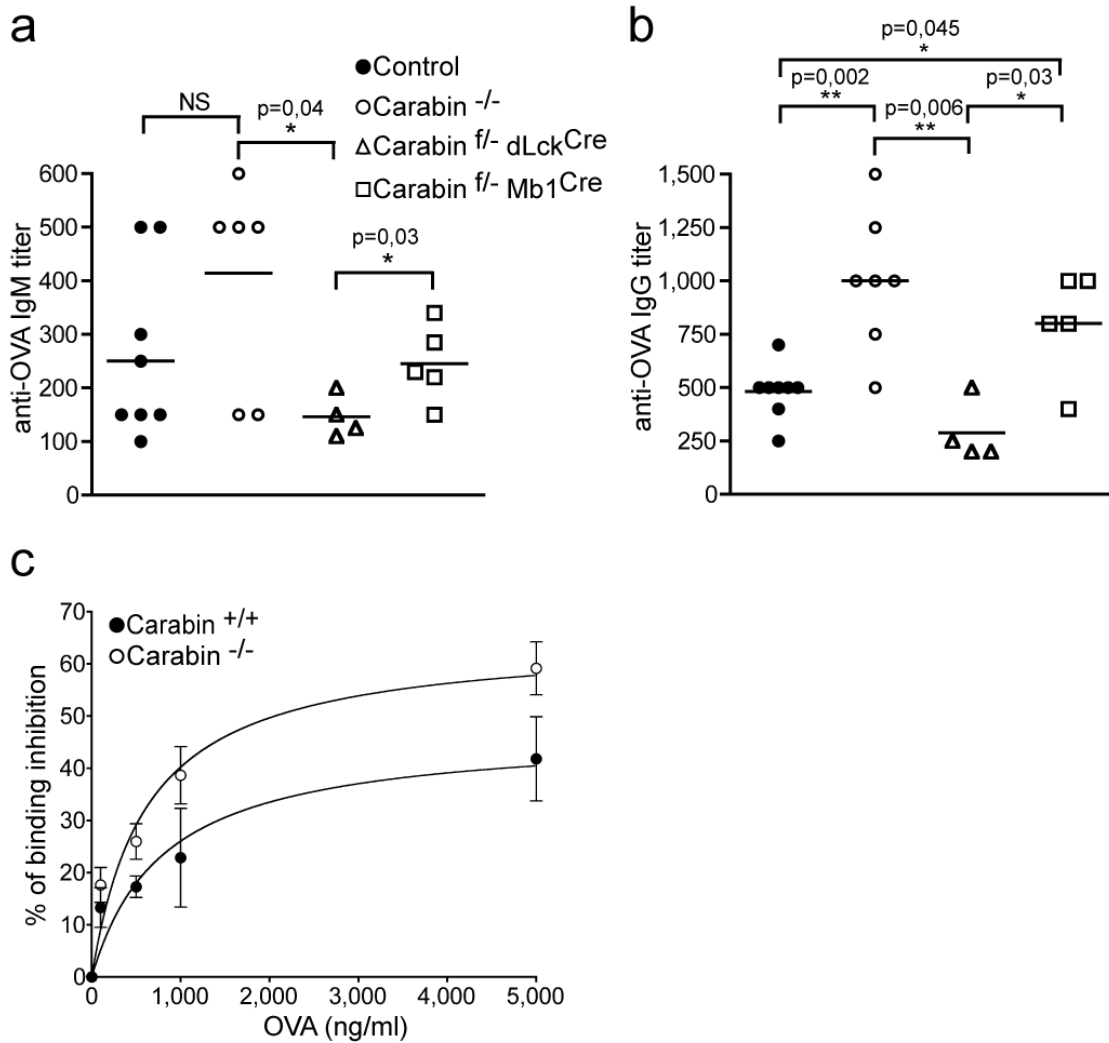 a
Control
Carabin -/-
Carabin f/- dLckCre
Carabin f/- Mb1Cre
NS
p=0,04
*
p=0,03
*
600
500
400
300
200
100
0
anti-OVA IgM titer
b
p=0,045
*
p=0,002
**
p=0,03
*
p=0,006
**
1,500
1,250
1,000
750
500
250
0
anti-OVA IgG titer
c
Carabin +/+
Carabin -/-
70
60
50
40
30
20
10
0
% of binding inhibition
0 1,000 2,000 3,000 4,000 5,000
OVA (ng/ml)